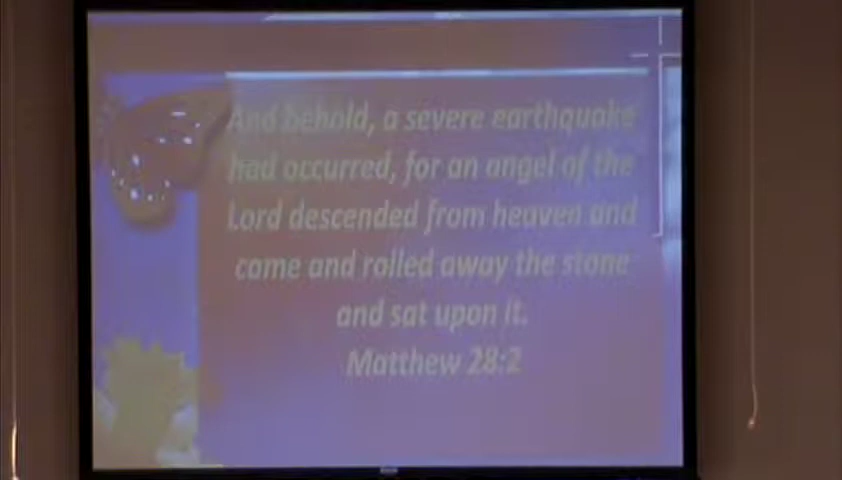 And behold, a severe earthquake
had occurred, for an angel of the
Lord descended from heaven and
came and rolled away the stone
and sat upon it.
Matthew 28:2